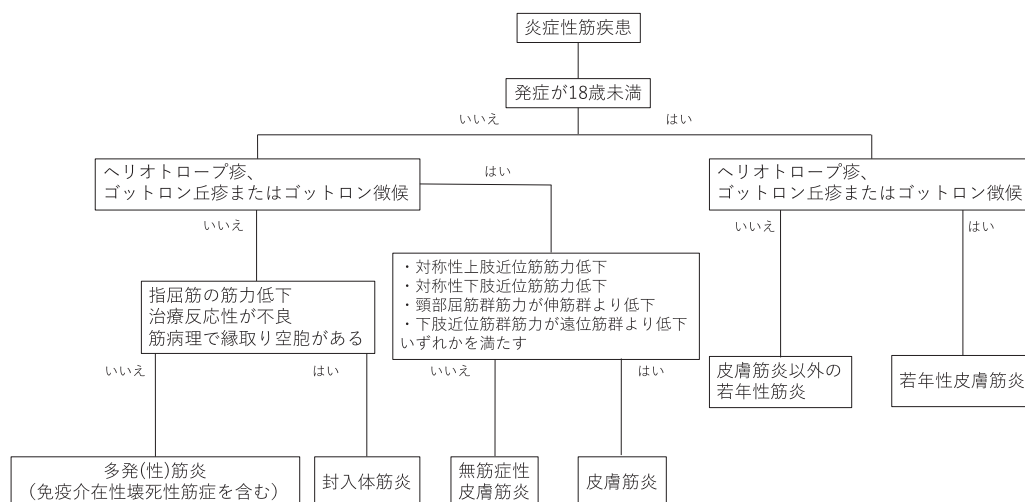 炎症性筋疾患
発症が18歳未満
いいえ
はい
ヘリオトロープ疹、
ゴットロン丘疹またはゴットロン徴候
はい
ヘリオトロープ疹、
ゴットロン丘疹またはゴットロン徴候
いいえ
いいえ
はい
指屈筋の筋力低下
治療反応性が不良
筋病理で縁取り空胞がある
・対称性上肢近位筋筋力低下
・対称性下肢近位筋筋力低下
・頸部屈筋群筋力が伸筋群より低下
・下肢近位筋群筋力が遠位筋群より低下
いずれかを満たす
いいえ
はい
いいえ
はい
皮膚筋炎以外の
若年性筋炎
若年性皮膚筋炎
多発(性)筋炎
(免疫介在性壊死性筋症を含む)
封入体筋炎
無筋症性
皮膚筋炎
皮膚筋炎